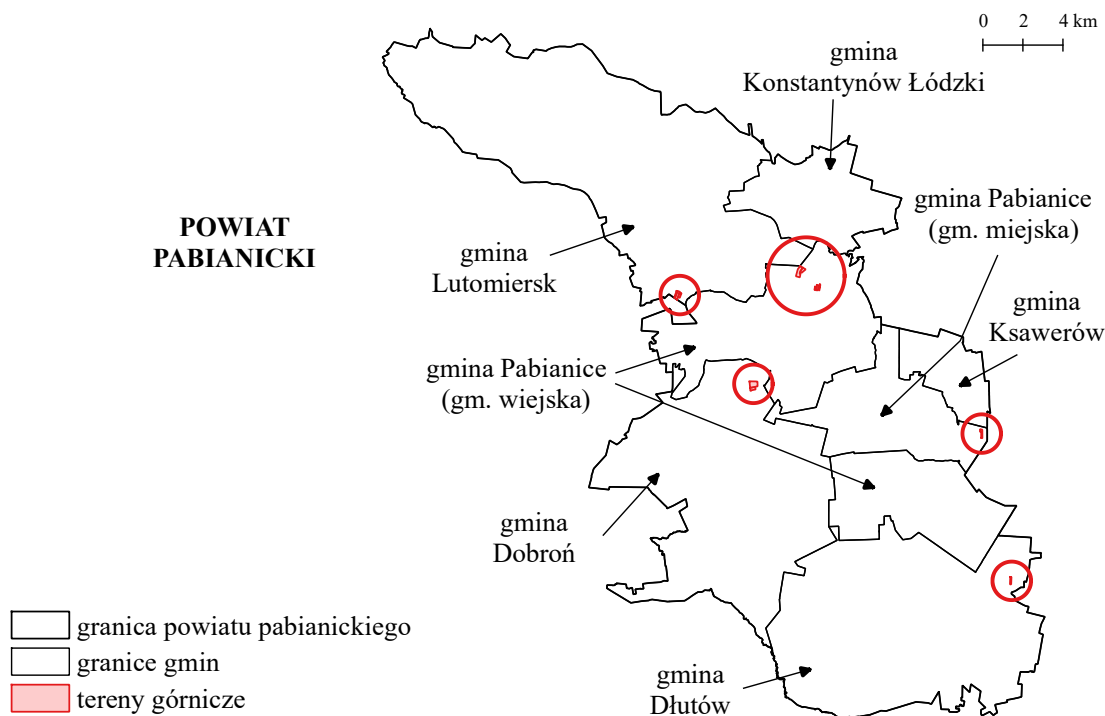 0 2 4 km
gmina
Konstantynów Łódzki
gmina Pabianice
(gm. miejska)
POWIAT
PABIANICKI
gmina
Lutomiersk
gmina
Ksawerów
gmina Pabianice
(gm. wiejska)
gmina
Dobroń
granica powiatu pabianickiego
granice gmin
tereny górnicze
gmina
Dłutów